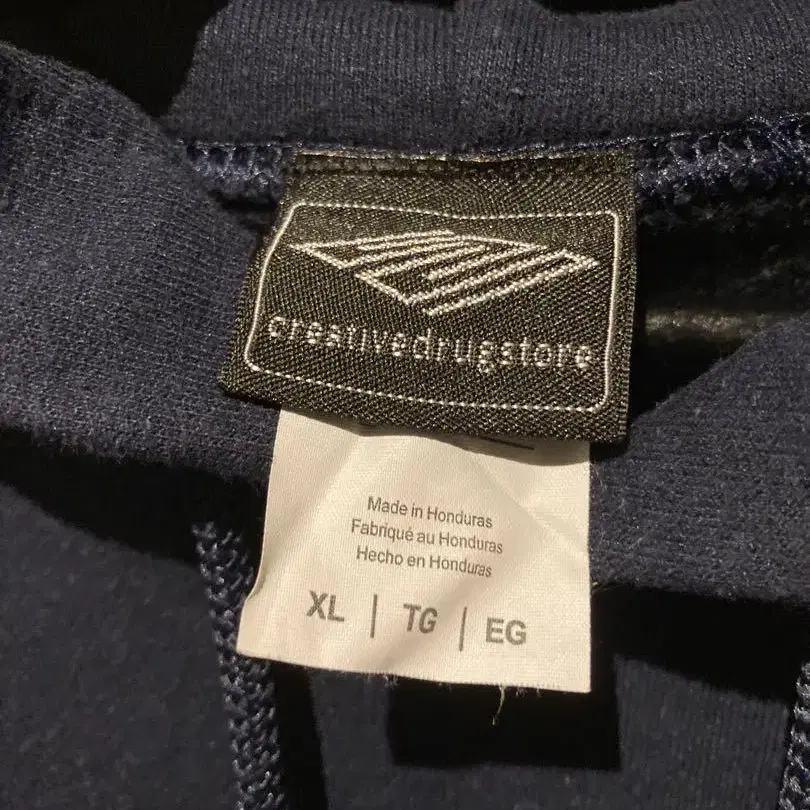 creativedrugstore
Made in Honduras
Fabriqué au Honduras
Hecho en Honduras
XL | TG | EG